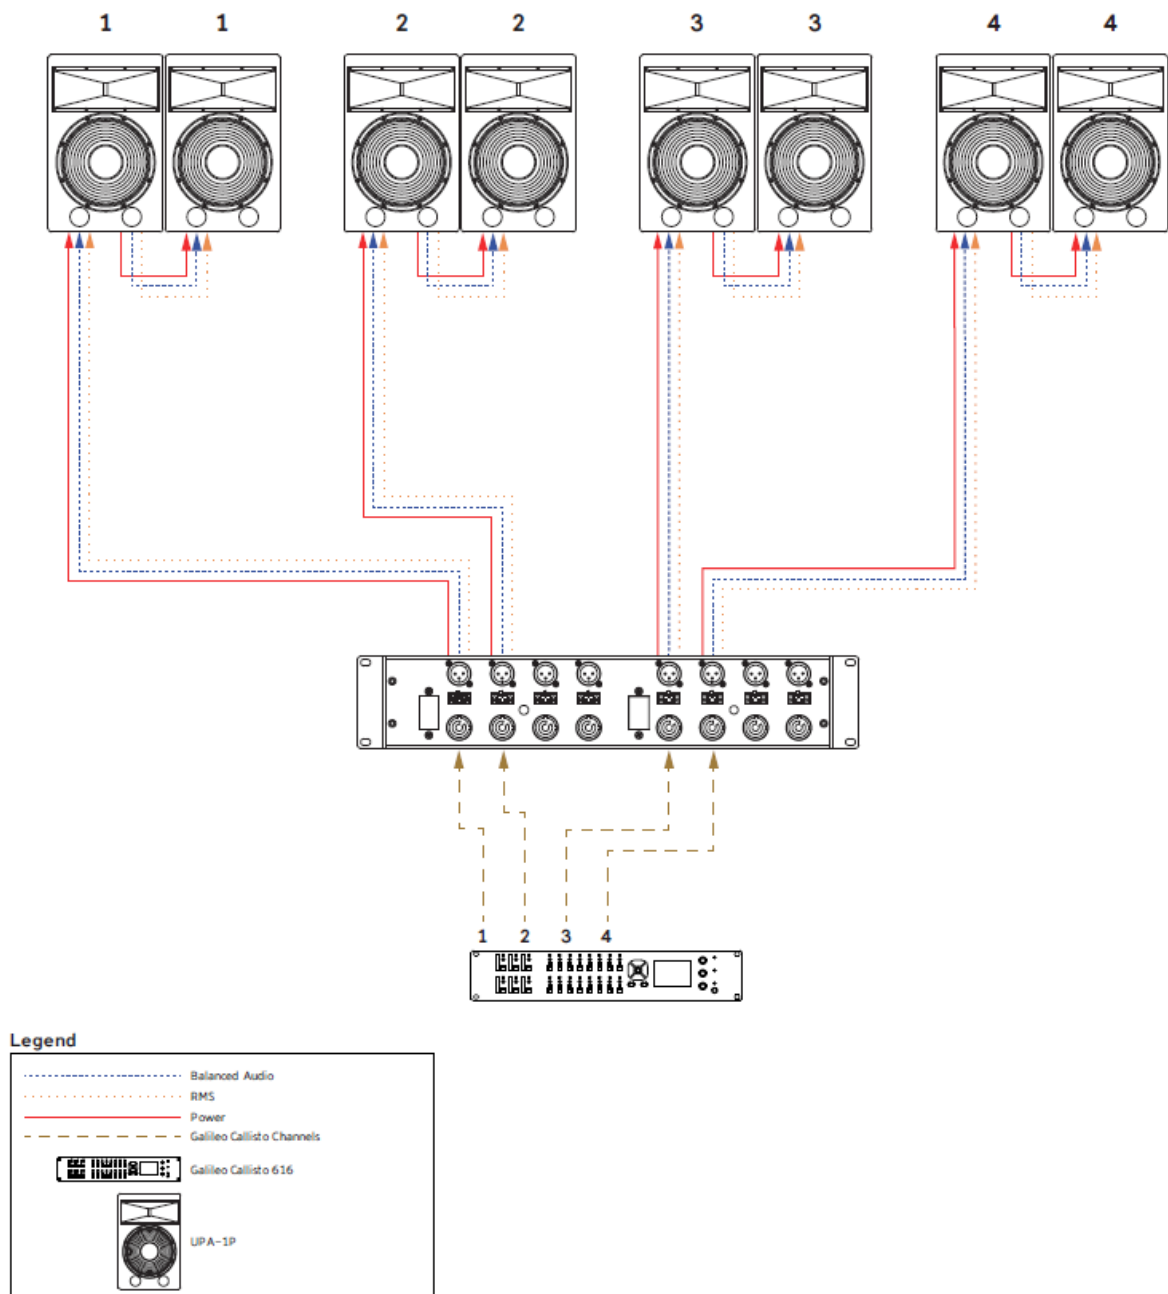 1 1 2 2 3 3 4 4
1 2 3 4
Legend
Balanced Audio
RMS
Power
Galileo Callisto Channels
Galileo Callisto 616
UPA-1P